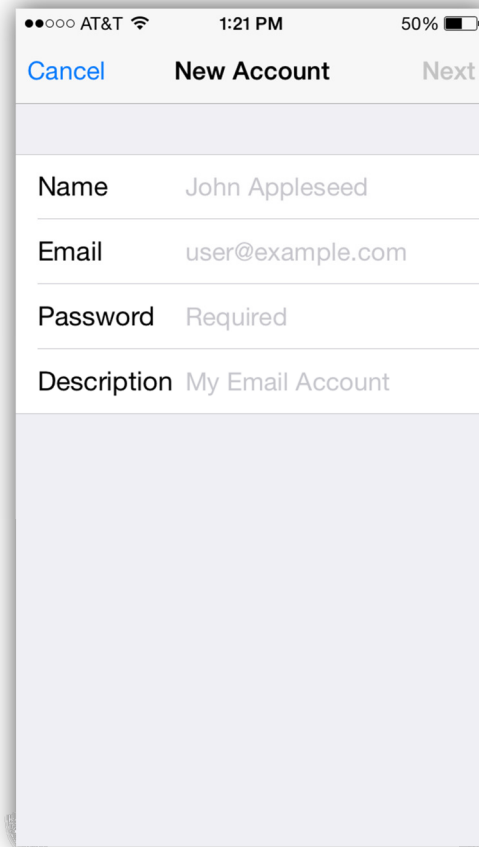 AT&T 1:21 PM 50%
Cancel New Account Next
Name John Appleseed
Email user@example.com
Password Required
Description My Email Account